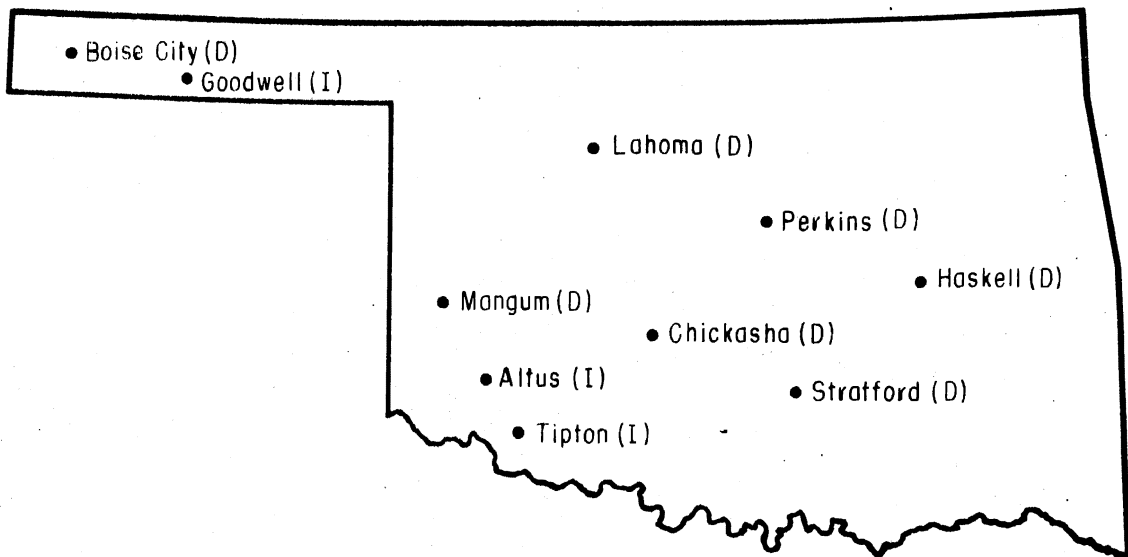 Boise City (D)
Goodwell (I)
Lahoma (D)
Perkins (D)
Haskell (D)
Mangum (D)
Chickasha (D)
Altus (I)
Stratford (D)
Tipton (I)